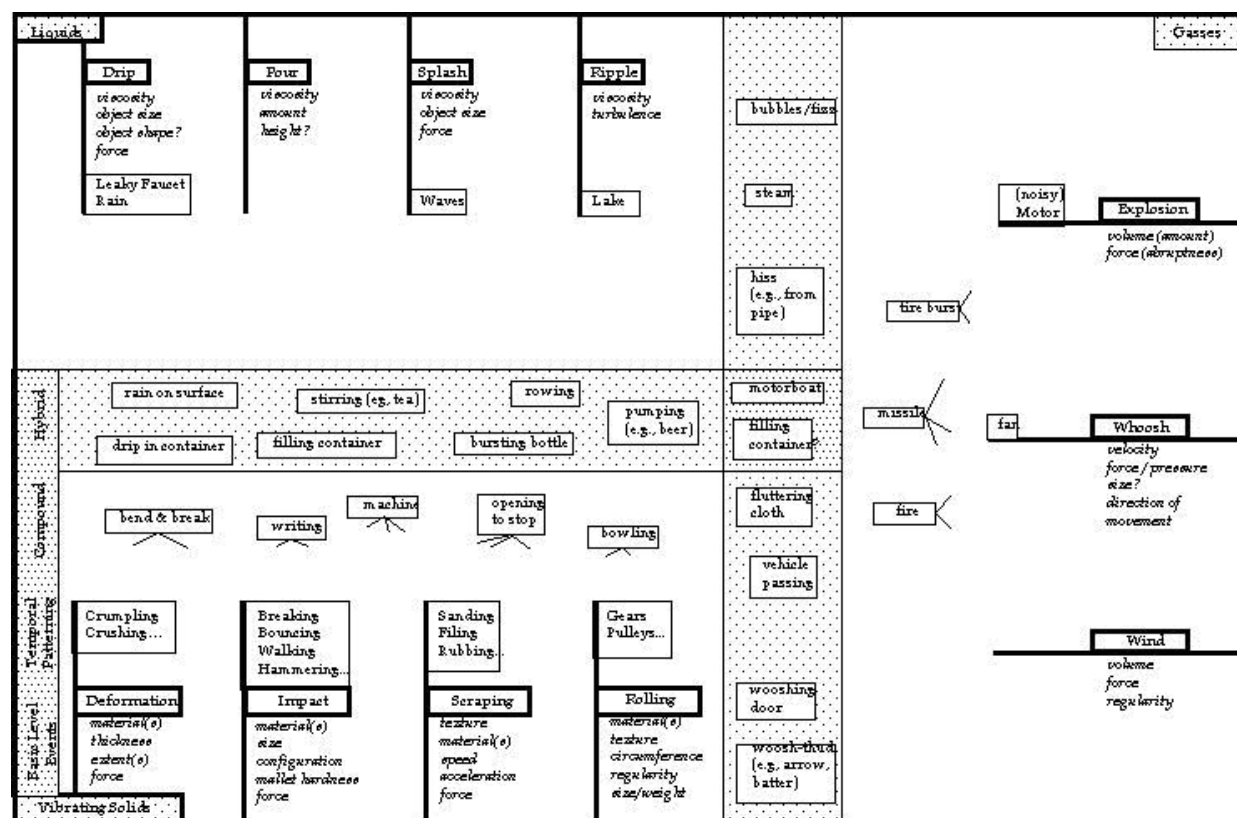 Liquids
Gasses
Drip
viscosity
object size
object shape?
force
Leaky Faucet
Rain
Pour
viscosity
amount
height?
Splash
viscosity
object size
force
Waves
Ripple
viscosity
turbulence
Lake
bubbles/fizz
steam
hiss
(e.g., from
pipe)
(noisy)
Motor
Explosion
volume (amount)
force (abruptness)
fire burst
Hybrid
rain on surface
stirring (eg, tea)
rowing
pumping
(e.g., beer)
drip in container
filling container
bursting bottle
motorboat
filling
container?
missile
fan
Whoosh
velocity
force / pressure
size?
direction of
movement
Compound
bend & break
writing
machine
opening
to stop
bowling
fluttering
cloth
fire
vehicle
passing
Temporal
Patterning
Crumpling
Crushing...
Breaking
Bouncing
Walking
Hammering...
Sanding
Filing
Rubbing...
Gears
Pulleys...
Wind
volume
force
regularity
Basic Level
Events
Deformation
material(s)
thickness
extent(s)
force
Impact
material(s)
size
configuration
mallet hardness
force
Scraping
texture
material(s)
speed
acceleration
force
Rolling
material(s)
texture
circumference
regularity
size/weight
wooshing
door
woosh-thud
(e.g., arrow,
batter)
Vibrating Solids